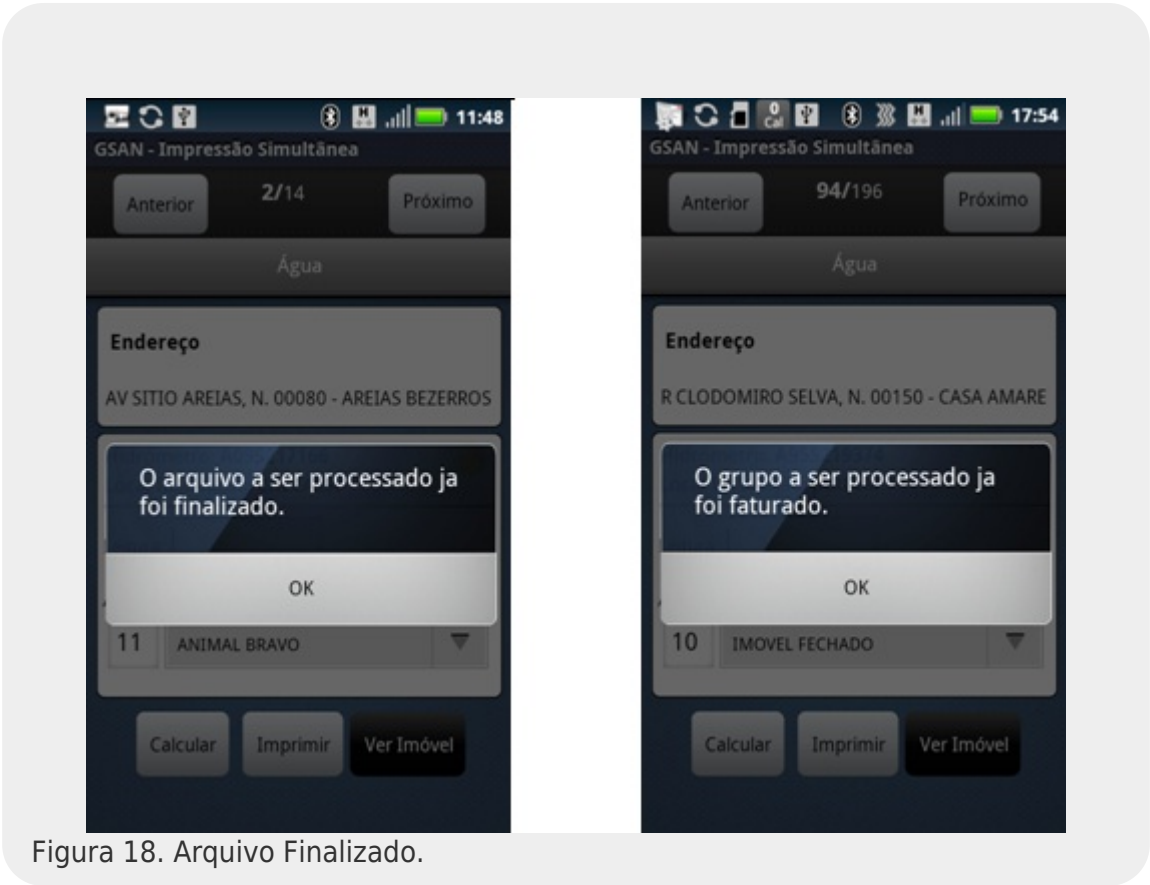 11:48
GSAN - Impressão Simultânea
Anterior
2/14
Próximo
Água
Endereço
AV SITIO AREIAS, N. 00080 - AREIAS BEZERROS
O arquivo a ser processado ja
foi finalizado.
OK
11 ANIMAL BRAVO
Calcular Imprimir Ver Imóvel
0
Cal
17:54
GSAN - Impressão Simultânea
Anterior
94/196
Próximo
Água
Endereço
R CLODOMIRO SELVA, N. 00150 - CASA AMARE
O grupo a ser processado ja
foi faturado.
OK
10 IMOVEL FECHADO
Calcular Imprimir Ver Imóvel
Figura 18. Arquivo Finalizado.